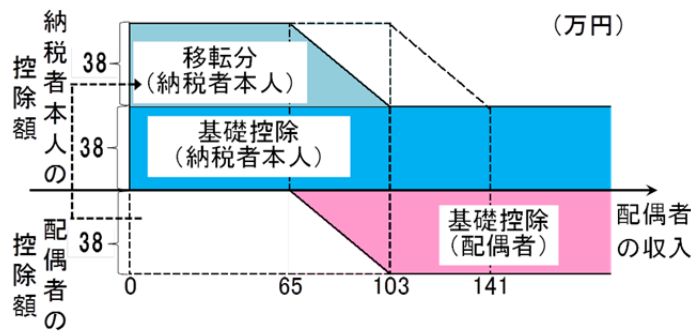 (万円)
納税者本人の
控除額
38
移転分
(納税者本人)
38
基礎控除
(納税者本人)
38
配偶者の
控除額
基礎控除
(配偶者)
配偶者
の収入
0
65
103
141